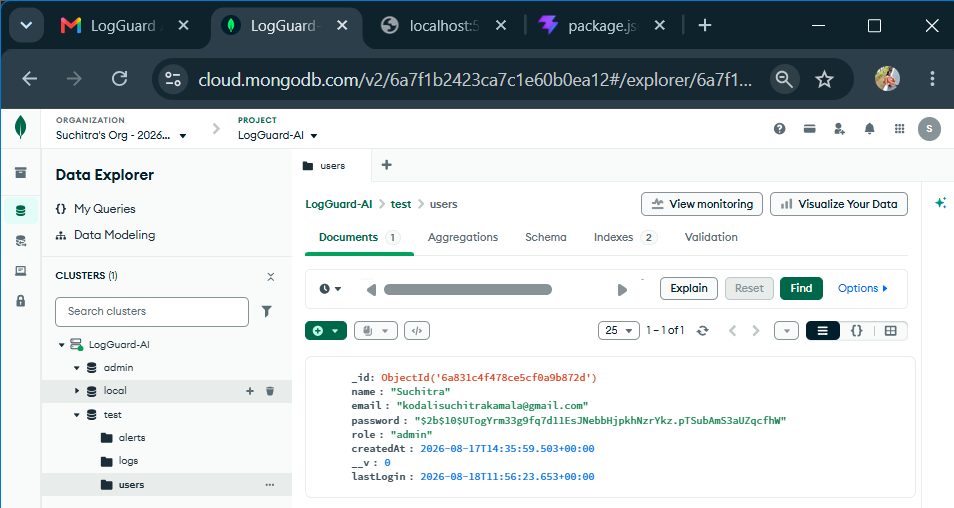 LogGuard
LogGuard-
localhost:5
package.js
cloud.mongodb.com/v2/6a7f1b2423ca7c1e60b0ea12#/explorer/6a7f1...
ORGANIZATION
Suchitra's Org - 2026...
PROJECT
LogGuard-AI
S
Data Explorer
My Queries
Data Modeling
CLUSTERS (1)
Search clusters
LogGuard-AI
admin
local
test
alerts
logs
users
users
LogGuard-AI > test > users
View monitoring
Visualize Your Data
Documents 1 Aggregations Schema Indexes 2 Validation
Explain Reset Find Options
25 1 – 1 of 1
_id: ObjectId('6a831c4f478ce5cf0a9b872d')
name : "Suchitra"
email : "kodalisuchitrakamala@gmail.com"
password : "$2b$10$UTogYrm33g9fq7d11EsJNebbHjpkhNzrYkz.pTSubAmS3aUZqcfhW"
role : "admin"
createdAt : 2026-08-17T14:35:59.503+00:00
__v : 0
lastLogin : 2026-08-18T11:56:23.653+00:00